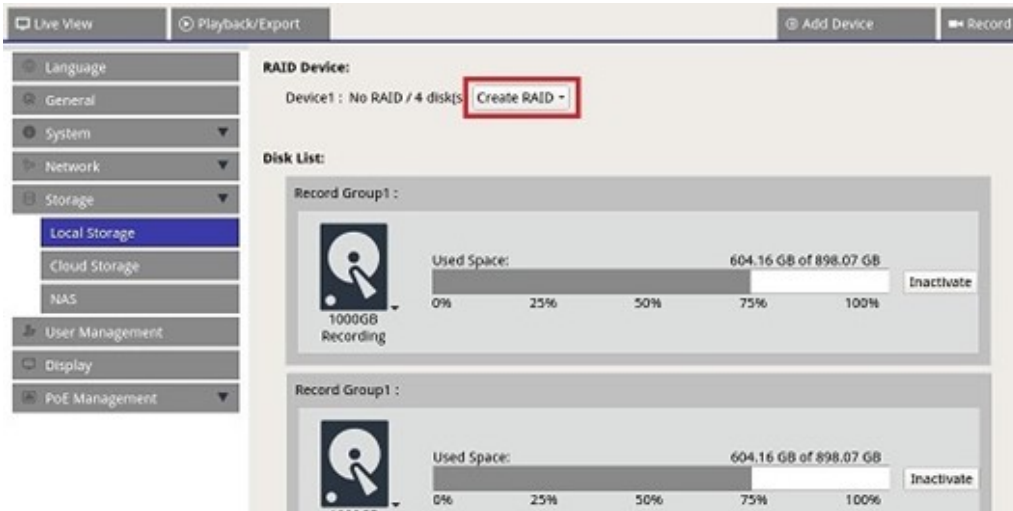 Live View
Playback/Export
Add Device
Record
Language
General
System
Network
Storage
Local Storage
Cloud Storage
NAS
User Management
Display
PoE Management
RAID Device:
Device1 : No RAID / 4 disk(s
Create RAID
Disk List:
Record Group1 :
Used Space:
604.16 GB of 898.07 GB
0% 25% 50% 75% 100%
Inactivate
1000GB
Recording
Record Group1 :
Used Space:
604.16 GB of 898.07 GB
0% 25% 50% 75% 100%
Inactivate